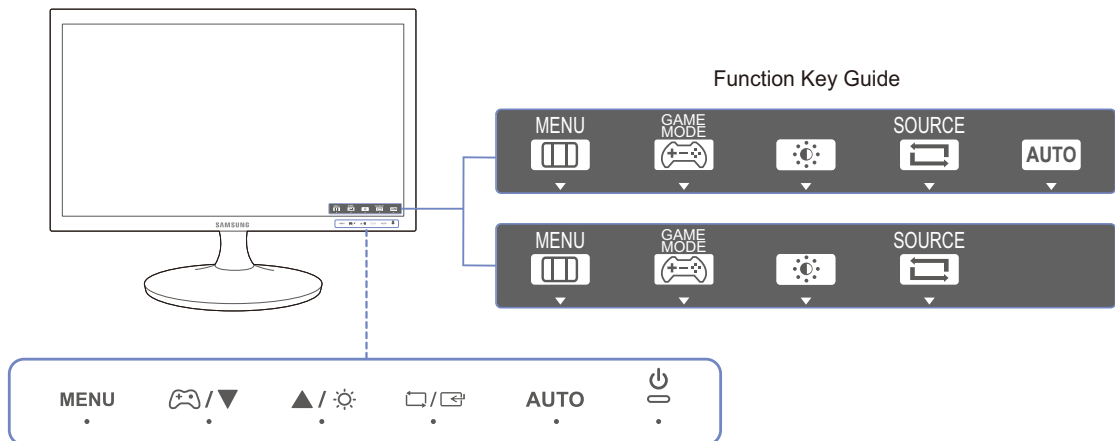 Function Key Guide
MENU
GAME
MODE
SOURCE
AUTO
SAMSUNG
MENU
GAME
MODE
SOURCE
MENU / ▼ ▲ / / AUTO